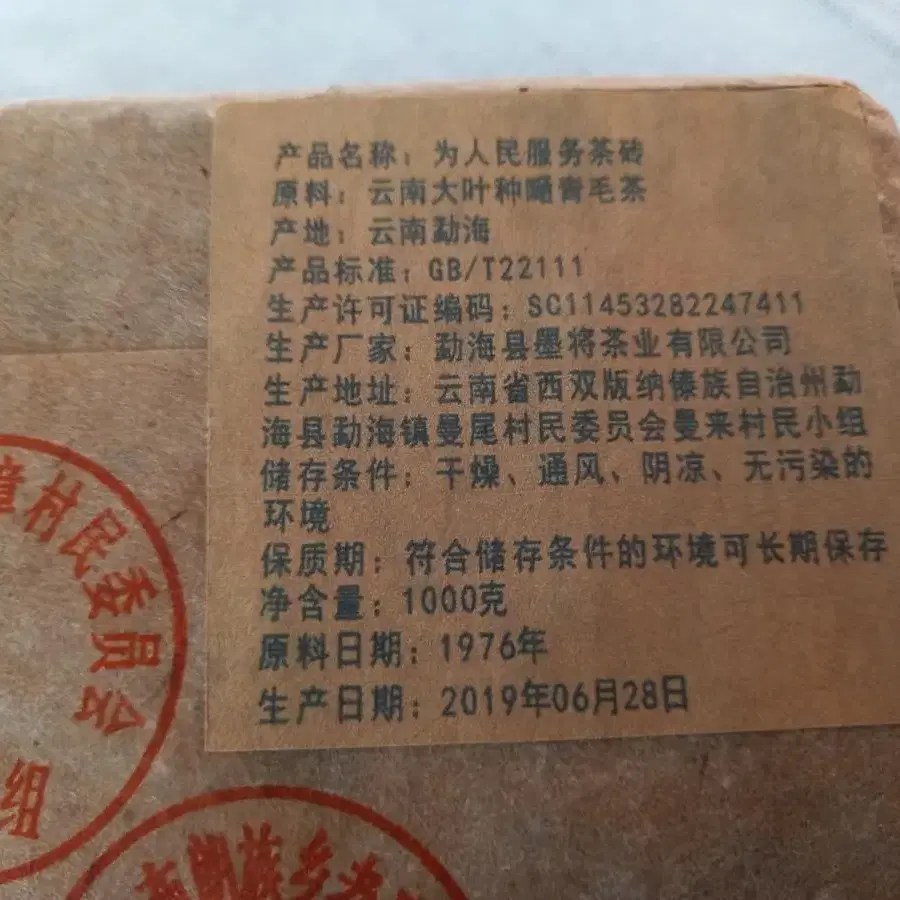 产品名称：为人民服务茶砖
原料：云南大叶种晒青毛茶
产地：云南勐海
产品标准：GB/T22111
生产许可证编码：SC11453282247411
生产厂家：勐海县墨将茶业有限公司
生产地址：云南省西双版纳傣族自治州勐
海县勐海镇曼尾村民委员会曼来村民小组
储存条件：干燥、通风、阴凉、无污染的
环境
保质期：符合储存条件的环境可长期保存
净含量：1000克
原料日期：1976年
生产日期：2019年06月28日
村民委员会
组
族乡